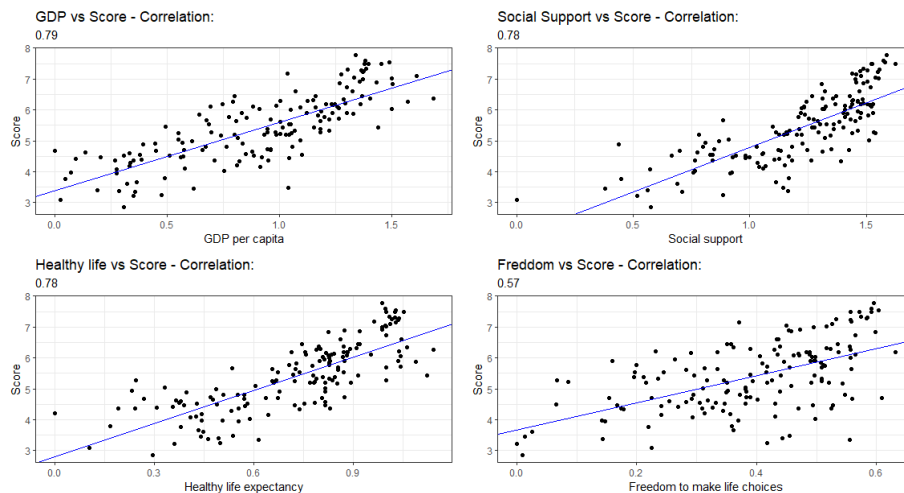 GDP vs Score - Correlation:
0.79
8
7
6
5
4
3
Score
0.0 0.5 1.0 1.5
GDP per capita
Social Support vs Score - Correlation:
0.78
8
7
6
5
4
3
Score
0.0 0.5 1.0 1.5
Social support
Healthy life vs Score - Correlation:
0.78
8
7
6
5
4
3
Score
0.0 0.3 0.6 0.9
Healthy life expectancy
Freddom vs Score - Correlation:
0.57
8
7
6
5
4
3
Score
0.0 0.2 0.4 0.6
Freedom to make life choices